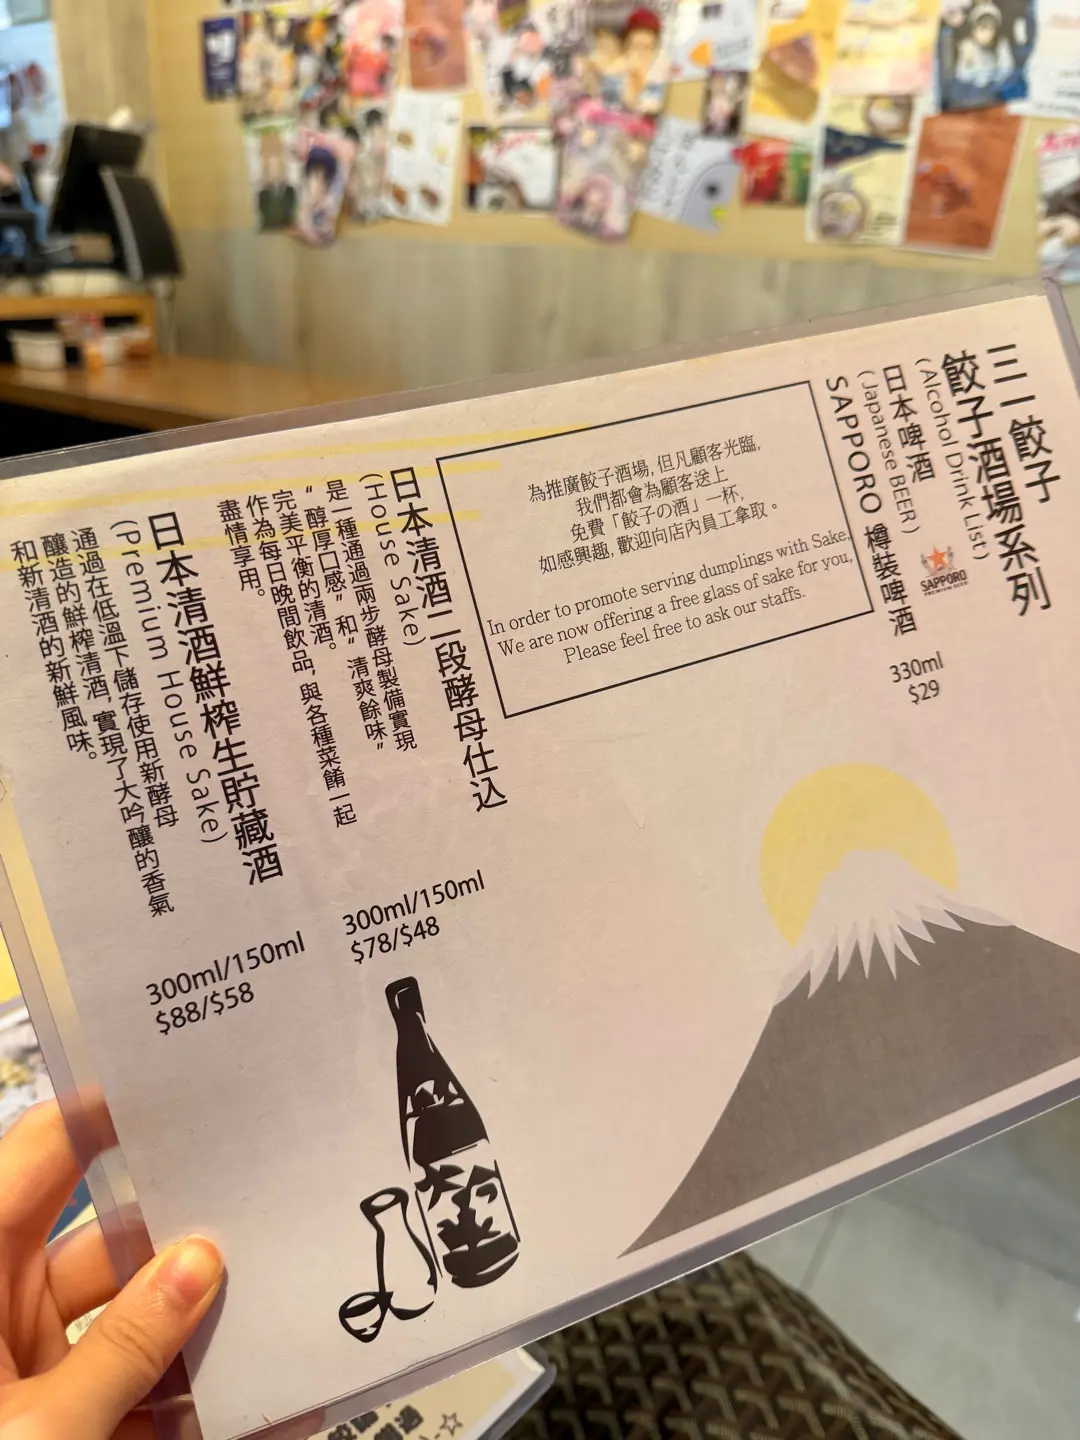 三一餃子
餃子酒場系列
(Alcohol Drink List)
日本啤酒
(Japanese BEER)
SAPPORO 樽裝啤酒
SAPPORO
330ml
$29
為推廣餃子酒場, 但凡顧客光臨,
我們都會為顧客送上
免費「餃子の酒」一杯,
如感興趣, 歡迎向店內員工拿取。
In order to promote serving dumplings with Sake,
We are now offering a free glass of sake for you,
Please feel free to ask our staffs.
日本清酒二段酵母仕込
(House Sake)
是一種通過兩步酵母製備實現
“醇厚口感” 和“ 清爽餘味”
完美平衡的清酒。
作為每日晚間飲品, 與各種菜餚一起
盡情享用。
300ml/150ml
$78/$48
日本清酒鮮榨生貯藏酒
(Premium House Sake)
通過在低溫下儲存使用新酵母
釀造的鮮榨清酒, 實現了大吟釀的香氣
和新清酒的新鮮風味。
300ml/150ml
$88/$58